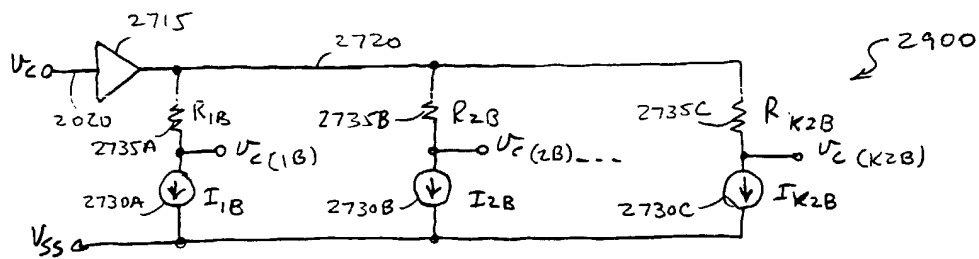 2715
2720
2900
VC
2020
R1B
2735A
2735B
R2B
2735C
RK2B
VC(1B)
VC(2B)---
VC(K2B)
2730A
I1B
2730B
I2B
2730C
IK2B
VSS